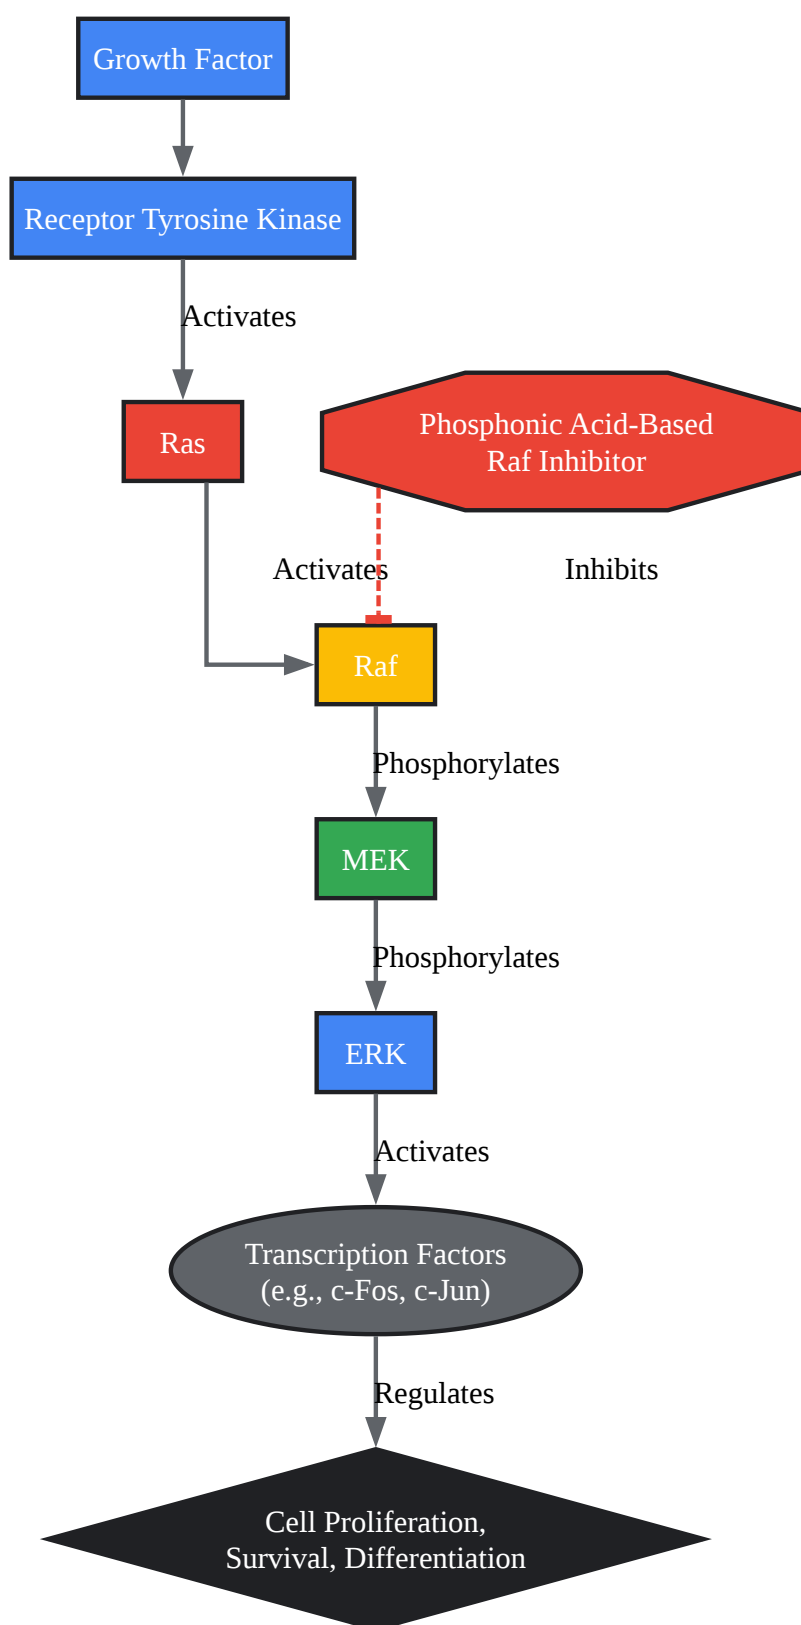 Growth Factor
Receptor Tyrosine Kinase
Activates
Ras
Phosphonic Acid-Based
Raf Inhibitor
Activates
Inhibits
Raf
Phosphorylates
MEK
Phosphorylates
ERK
Activates
Transcription Factors
(e.g., c-Fos, c-Jun)
Regulates
Cell Proliferation,
Survival, Differentiation